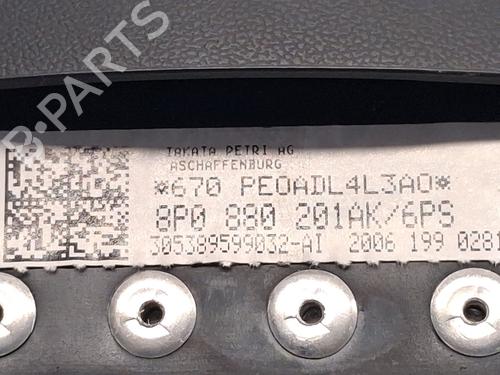 B-PARTS
TAKATA PETRI AG
ASCHAFFENBURG
*670 PE0ADL4L3A0*
8P0 880 201AK/6PS
305389599032-AI 2006 199 0281